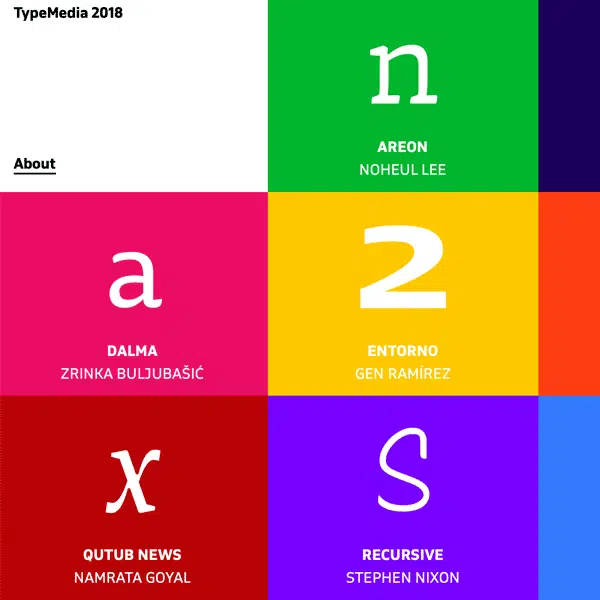 TypeMedia 2018
About
n
AREON
NOHEUL LEE
a
DALMA
ZRINKA BULJUBAŠIĆ
2
ENTORNO
GEN RAMÍREZ
x
QUTUB NEWS
NAMRATA GOYAL
S
RECURSIVE
STEPHEN NIXON